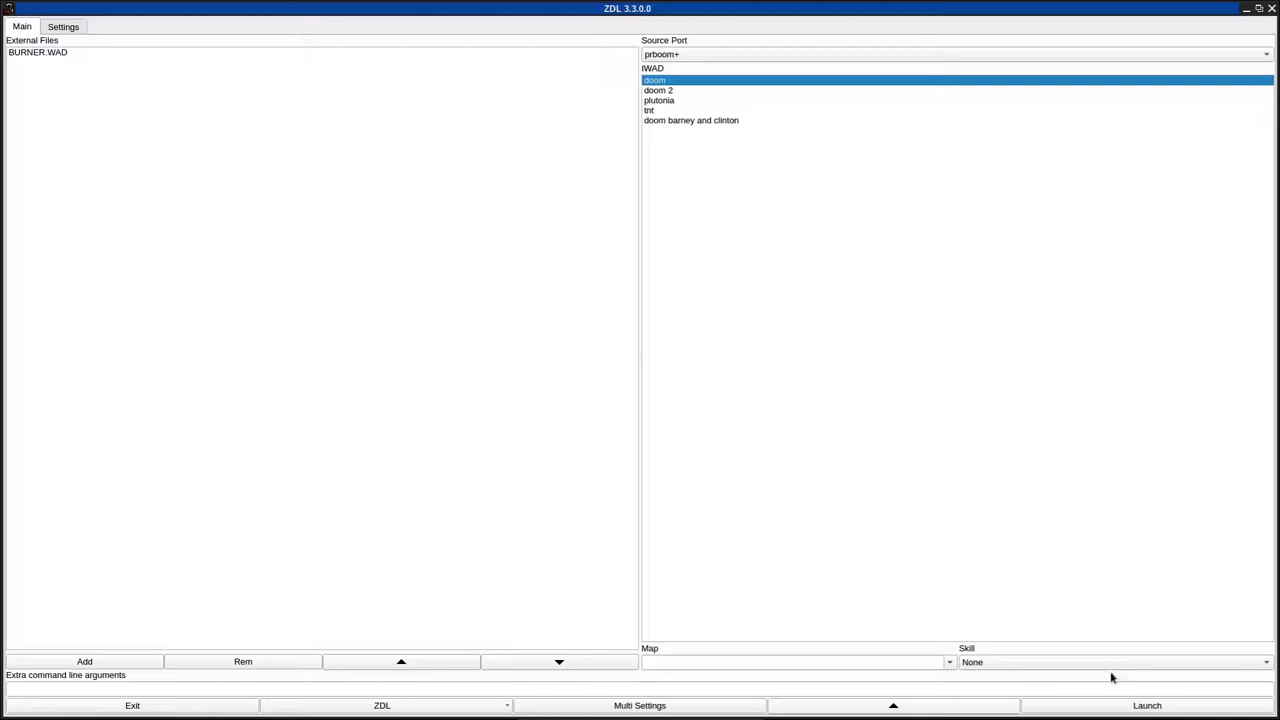 ZDL 3.3.0.0
Main Settings
External Files
BURNER.WAD
Source Port
prboom+
IWAD
doom
doom 2
plutonia
tnt
doom barney and clinton
Add Rem
Map Skill
None
Extra command line arguments
Exit ZDL Multi Settings Launch